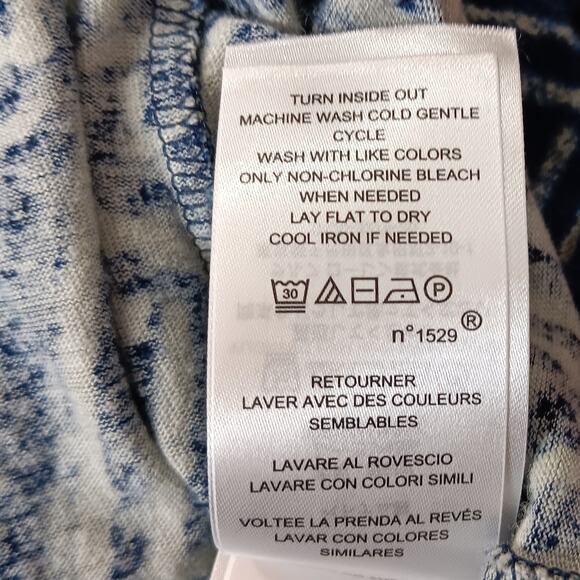 TURN INSIDE OUT
MACHINE WASH COLD GENTLE
CYCLE
WASH WITH LIKE COLORS
ONLY NON-CHLORINE BLEACH
WHEN NEEDED
LAY FLAT TO DRY
COOL IRON IF NEEDED
30 P
n°1529®
RETOURNER
LAVER AVEC DES COULEURS
SEMBLABLES
LAVARE AL ROVESCIO
LAVARE CON COLORI SIMILI
VOLTEE LA PRENDA AL REVÉS
LAVAR CON COLORES
SIMILARES